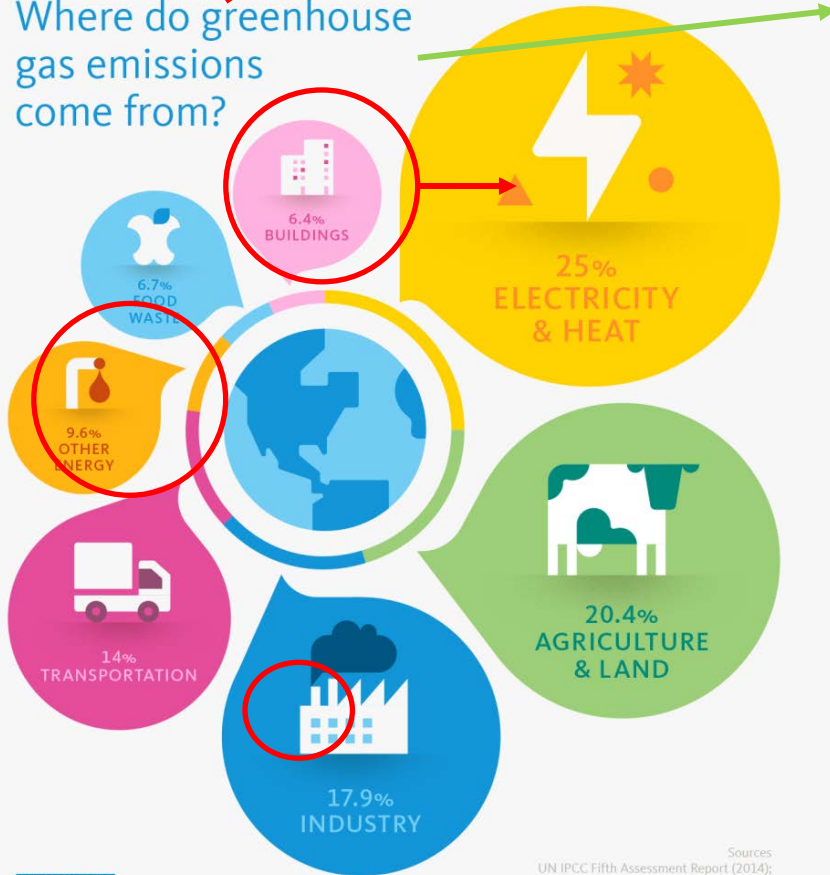 Where do greenhouse
gas emissions
come from?
6.4%
BUILDINGS
25%
ELECTRICITY
& HEAT
6.7%
FOOD
WASTE
9.6%
OTHER
ENERGY
20.4%
AGRICULTURE
& LAND
14%
TRANSPORTATION
17.9%
INDUSTRY
Sources
UN IPCC Fifth Assessment Report (2014);